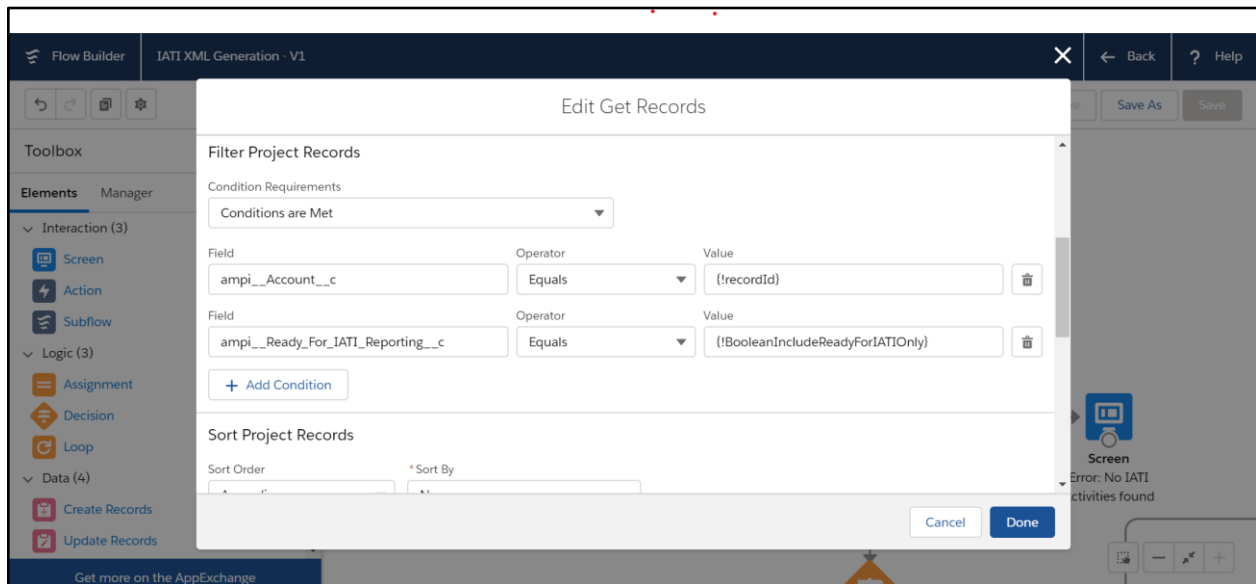 Flow Builder
IATI XML Generation - V1
Back
? Help
Save As
Save
Edit Get Records
Toolbox
Elements
Manager
Interaction (3)
Screen
Action
Subflow
Logic (3)
Assignment
Decision
Loop
Data (4)
Create Records
Update Records
Get more on the AppExchange
Filter Project Records
Condition Requirements
Conditions are Met
Field
Operator
Value
ampi__Account__c
Equals
{!recordId}
Field
Operator
Value
ampi__Ready_For_IATI_Reporting__c
Equals
{!BooleanIncludeReadyForIATIOnly}
+ Add Condition
Sort Project Records
Sort Order
* Sort By
Cancel
Done
Screen
Error: No IATI
ctivities found